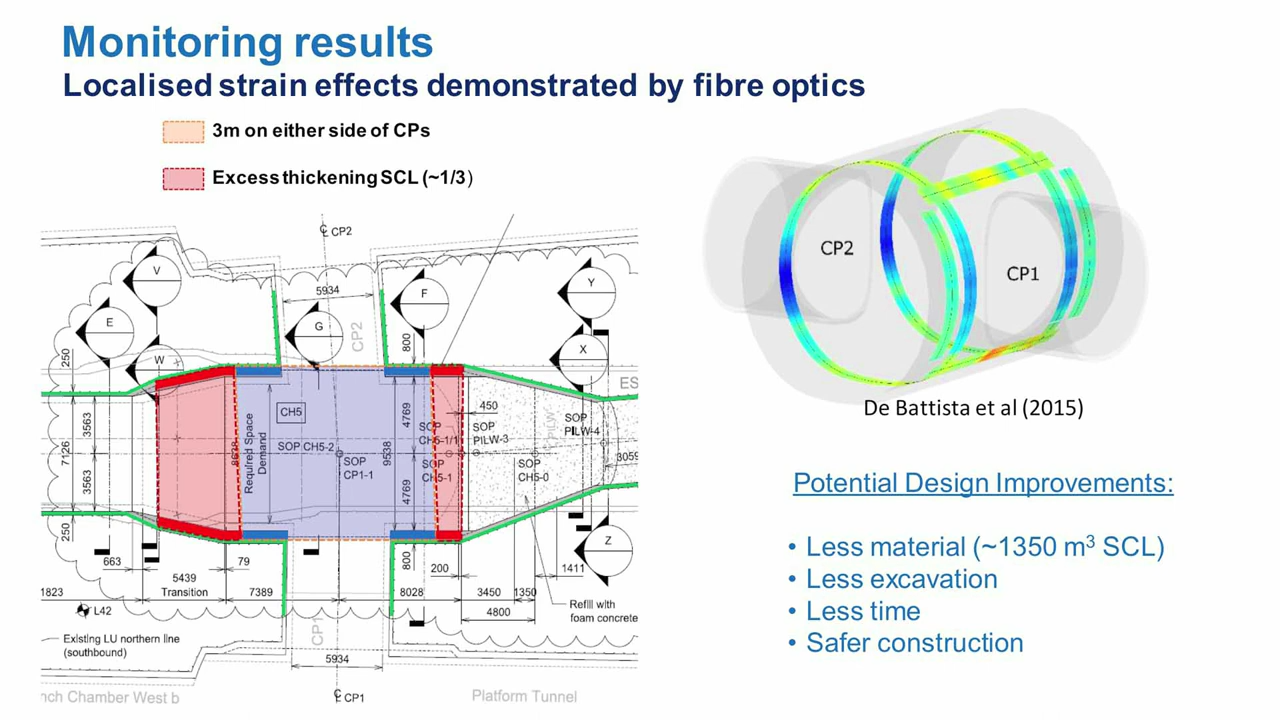 Monitoring results
Localised strain effects demonstrated by fibre optics
3m on either side of CPs
Excess thickening SCL (~1/3)
℄ CP2
V
5934
F
Y
E
G
CP2
800
W
X
250
ES
CH5
450
3563
4769
SOP CH5-1/1
SOP PILW-3
SOP PILW-4
PILW
7126
Required Space Demand
SOP CH5-2
9538
SOP CP1-1
SOP CH5-1
SOP CH5-0
3059
3563
4769
250
Z
663
79
800
200
1411
5439
Transition
1823
7389
8028
3450
1350
L42
4800
Refill with
foam concrete
Existing LU northern line
(southbound)
CP1
5934
℄ CP1
nch Chamber West b
Platform Tunnel
CP2
CP1
De Battista et al (2015)
Potential Design Improvements:
• Less material (~1350 m³ SCL)
• Less excavation
• Less time
• Safer construction